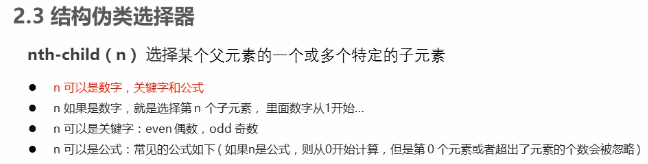 2.3 结构伪类选择器
nth-child（n） 选择某个父元素的一个或多个特定的子元素
● n 可以是数字，关键字和公式
● n 如果是数字，就是选择第 n 个子元素， 里面数字从1开始...
● n 可以是关键字：even 偶数，odd 奇数
● n 可以是公式：常见的公式如下 ( 如果n是公式，则从0开始计算，但是第 0 个元素或者超出了元素的个数会被忽略 )